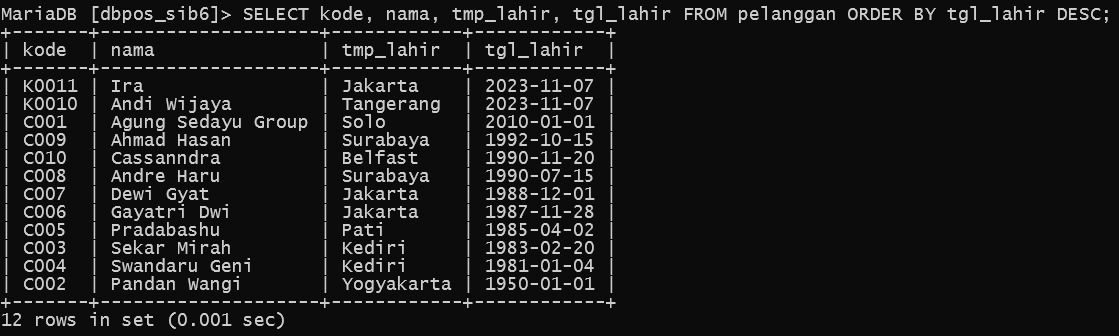 MariaDB [dbpos_sib6]> SELECT kode, nama, tmp_lahir, tgl_lahir FROM pelanggan ORDER BY tgl_lahir DESC;
+-------+--------------------+------------+------------+
| kode  | nama               | tmp_lahir  | tgl_lahir  |
+-------+--------------------+------------+------------+
| K0011 | Ira                | Jakarta    | 2023-11-07 |
| K0010 | Andi Wijaya        | Tangerang  | 2023-11-07 |
| C001  | Agung Sedayu Group | Solo       | 2010-01-01 |
| C009  | Ahmad Hasan        | Surabaya   | 1992-10-15 |
| C010  | Cassanndra         | Belfast    | 1990-11-20 |
| C008  | Andre Haru         | Surabaya   | 1990-07-15 |
| C007  | Dewi Gyat          | Jakarta    | 1988-12-01 |
| C006  | Gayatri Dwi        | Jakarta    | 1987-11-28 |
| C005  | Pradabashu         | Pati       | 1985-04-02 |
| C003  | Sekar Mirah        | Kediri     | 1983-02-20 |
| C004  | Swandaru Geni      | Kediri     | 1981-01-04 |
| C002  | Pandan Wangi       | Yogyakarta | 1950-01-01 |
+-------+--------------------+------------+------------+
12 rows in set (0.001 sec)